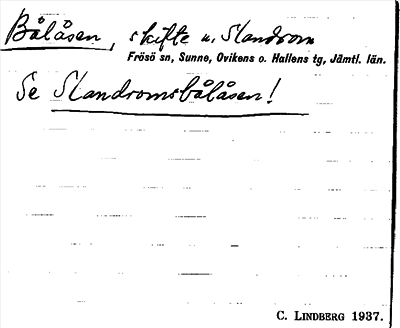 Bålåsen, skifte u. Slandrom
Frösö sn, Sunne, Ovikens o. Hallens tg, Jämtl. län.
Se Slandromsbålåsen!
C. LINDBERG 1937.